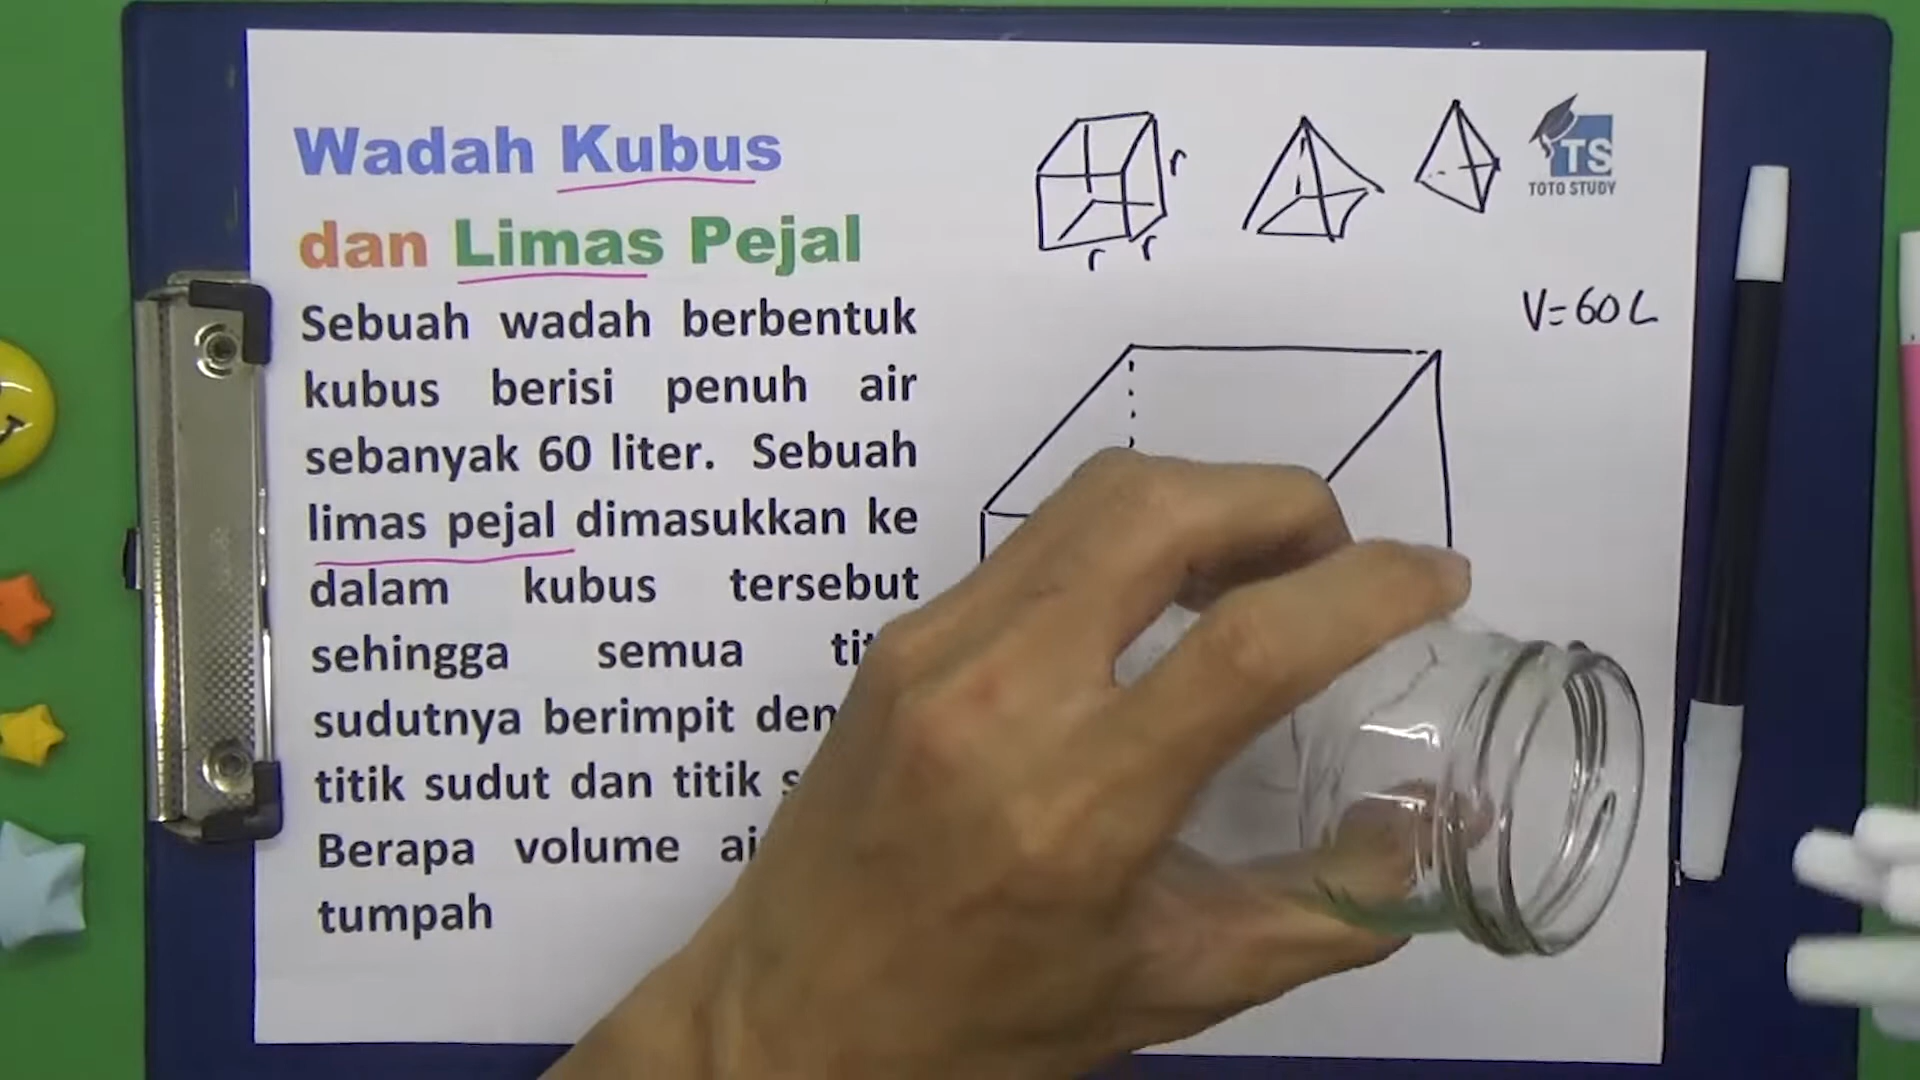 Wadah Kubus
dan Limas Pejal
Sebuah wadah berbentuk
kubus berisi penuh air
sebanyak 60 liter. Sebuah
limas pejal dimasukkan ke
dalam kubus tersebut
sehingga semua
sudutnya berimpit
titik sudut dan titik
Berapa volume
tumpah
r
r r
TS
TOTO STUDY
V=60L